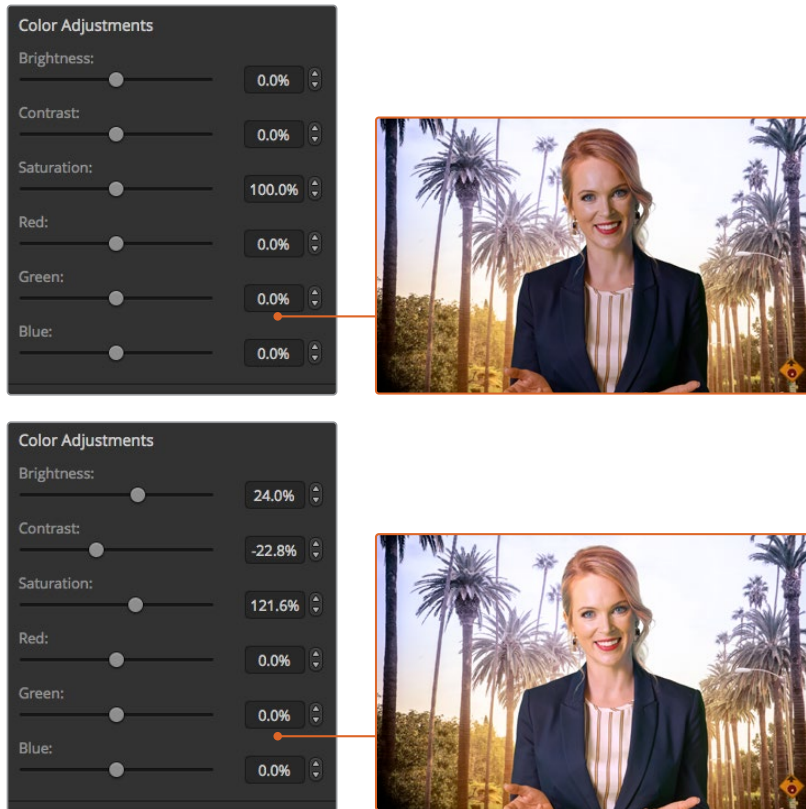 Color Adjustments
Brightness:
0.0%
Contrast:
0.0%
Saturation:
100.0%
Red:
0.0%
Green:
0.0%
Blue:
0.0%
Color Adjustments
Brightness:
24.0%
Contrast:
-22.8%
Saturation:
121.6%
Red:
0.0%
Green:
0.0%
Blue:
0.0%